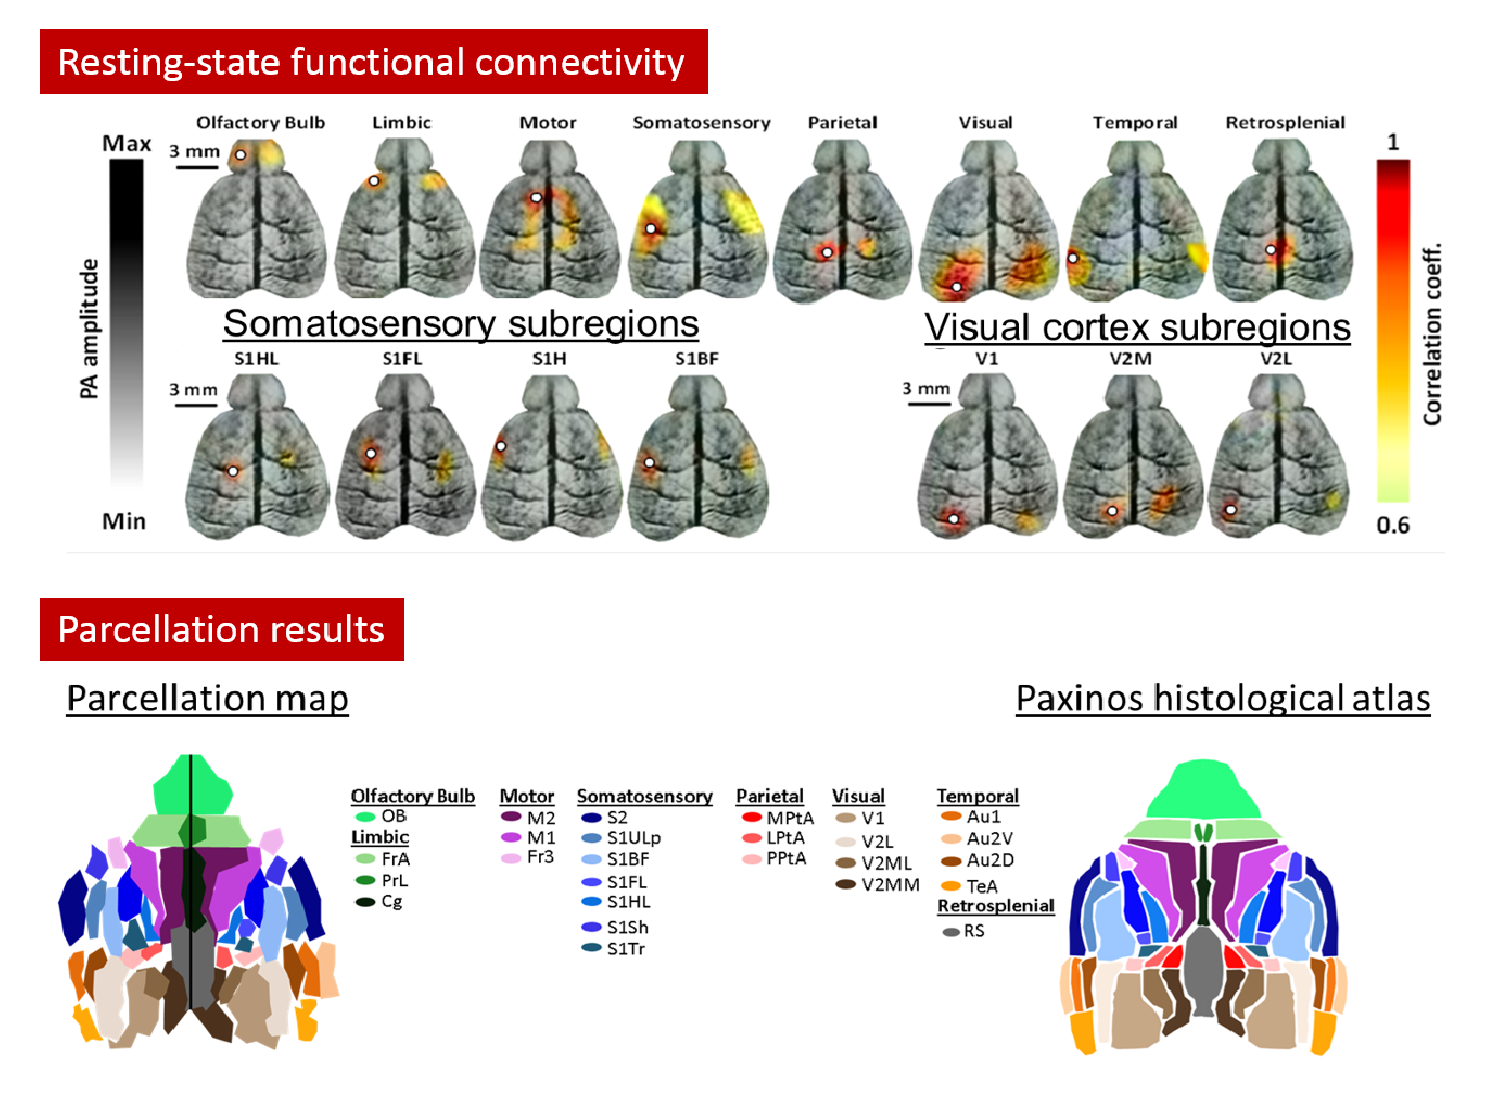 Resting-state functional connectivity
Olfactory Bulb Limbic Motor Somatosensory Parietal Visual Temporal Retrosplenial
Max
3 mm
1
PA amplitude
Correlation coeff.
Somatosensory subregions
Visual cortex subregions
S1HL S1FL S1H S1BF V1 V2M V2L
3 mm
3 mm
Min
0.6
Parcellation results
Parcellation map
Paxinos histological atlas
Olfactory Bulb
OB
Limbic
FrA
PrL
Cg
Motor
M2
M1
Fr3
Somatosensory
S2
S1ULp
S1BF
S1FL
S1HL
S1Sh
S1Tr
Parietal
MPtA
LPtA
PPtA
Visual
V1
V2L
V2ML
V2MM
Temporal
Au1
Au2V
Au2D
TeA
Retrosplenial
RS